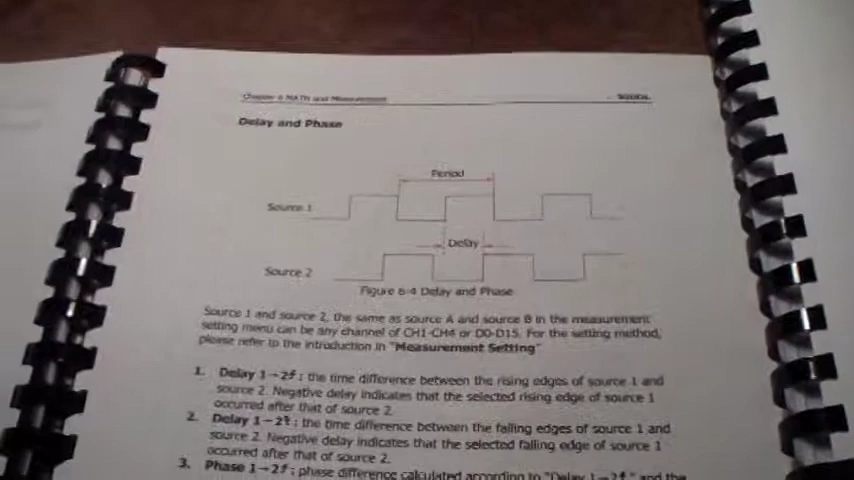 Chapter 6 MATH and Measurement RIGOL
Delay and Phase
Period
Source 1
Delay
Source 2
Figure 6-4 Delay and Phase
Source 1 and source 2, the same as source A and source B in the measurement
setting menu can be any channel of CH1-CH4 or D0-D15. For the setting method,
please refer to the introduction in "Measurement Setting"
1. Delay 1→2⨍: the time difference between the rising edges of source 1 and
source 2. Negative delay indicates that the selected rising edge of source 1
occurred after that of source 2.
2. Delay 1→2⨎: the time difference between the falling edges of source 1 and
source 2. Negative delay indicates that the selected falling edge of source 1
occurred after that of source 2.
3. Phase 1→2⨍: phase difference calculated according to "Delay 1→2⨍" and the